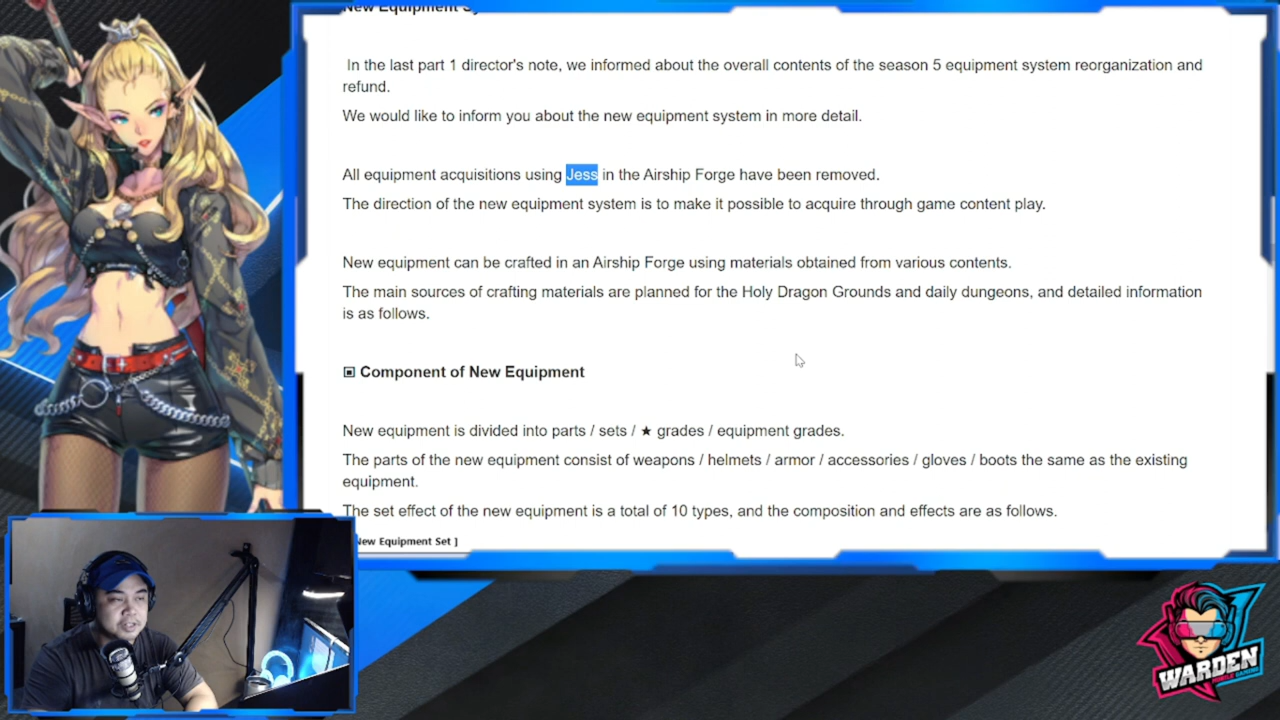 New Equipment Sy
In the last part 1 director's note, we informed about the overall contents of the season 5 equipment system reorganization and
refund.
We would like to inform you about the new equipment system in more detail.
All equipment acquisitions using Jess in the Airship Forge have been removed.
The direction of the new equipment system is to make it possible to acquire through game content play.
New equipment can be crafted in an Airship Forge using materials obtained from various contents.
The main sources of crafting materials are planned for the Holy Dragon Grounds and daily dungeons, and detailed information
is as follows.
▣ Component of New Equipment
New equipment is divided into parts / sets / ★ grades / equipment grades.
The parts of the new equipment consist of weapons / helmets / armor / accessories / gloves / boots the same as the existing
equipment.
The set effect of the new equipment is a total of 10 types, and the composition and effects are as follows.
New Equipment Set ]
WARDEN
MOBILE GAMING